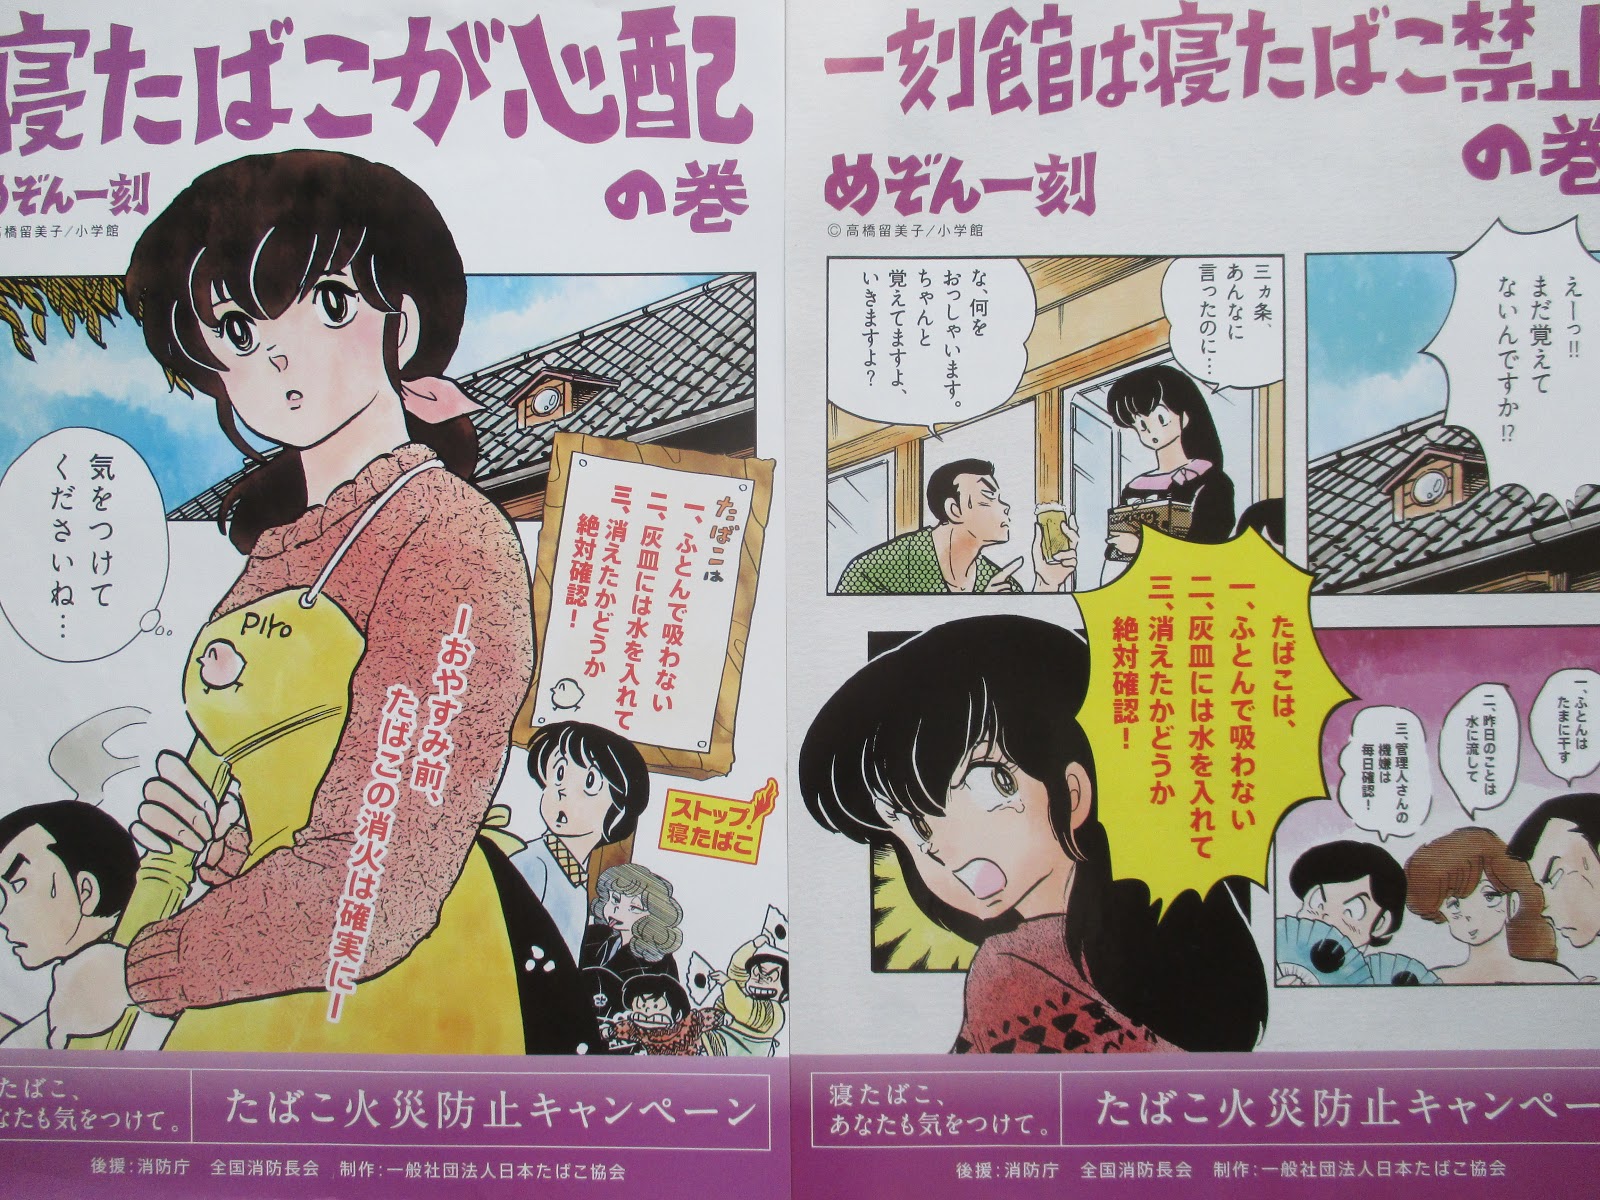 寝たばこが心配
の巻
めぞん一刻
高橋留美子/小学館
気をつけて
くださいね…
Piyo
たばこは
一、ふとんで吸わない
二、灰皿には水を入れて
三、消えたかどうか
絶対確認!
ーおやすみ前、
たばこの消火は確実にー
ストップ!
寝たばこ
たばこ、
なたも気をつけて。
たばこ火災防止キャンペーン
後援:消防庁 全国消防長会 制作:一般社団法人日本たばこ協会
一刻館は寝たばこ禁止
の巻
めぞん一刻
©高橋留美子/小学館
えーっ!!
まだ覚えて
ないんですか!?
三ヵ条、
あんなに
言ったのに…
な、何を
おっしゃいます。
ちゃんと
覚えてますよ、
いきますよ?
たばこは、
一、ふとんで吸わない
二、灰皿には水を入れて
三、消えたかどうか
絶対確認!
一、ふとんは
たまに干す
二、昨日のことは
水に流して
三、管理人さんの
機嫌は
毎日確認!
寝たばこ、
あなたも気をつけて。
たばこ火災防止キャンペー
後援:消防庁 全国消防長会 制作:一般社団法人日本たばこ協会